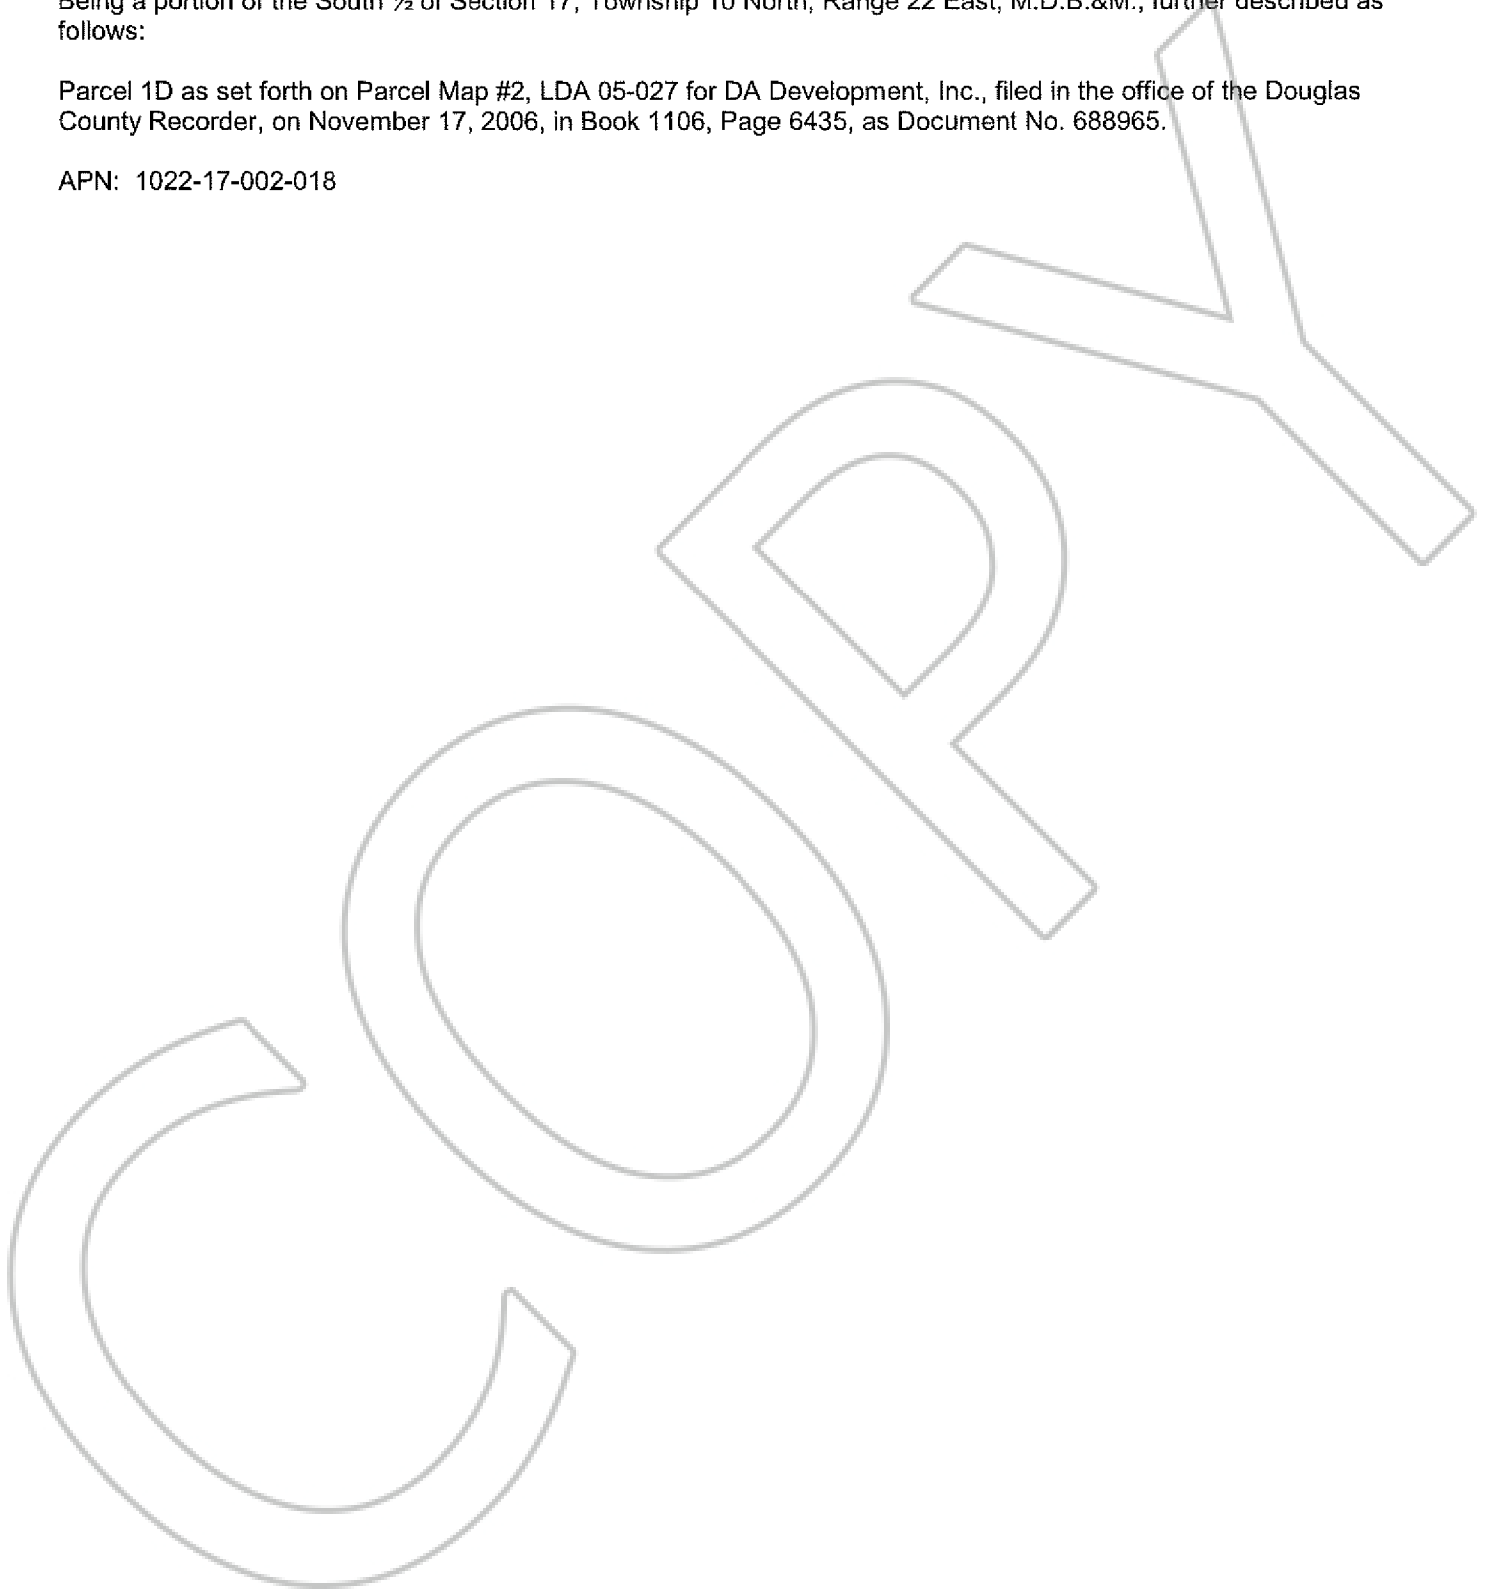 Being a portion of the South ½ of Section 17, Township 10 North, Range 22 East, M.D.B.&M., further described as
follows:
Parcel 1D as set forth on Parcel Map #2, LDA 05-027 for DA Development, Inc., filed in the office of the Douglas
County Recorder, on November 17, 2006, in Book 1106, Page 6435, as Document No. 688965.
APN: 1022-17-002-018
COPY